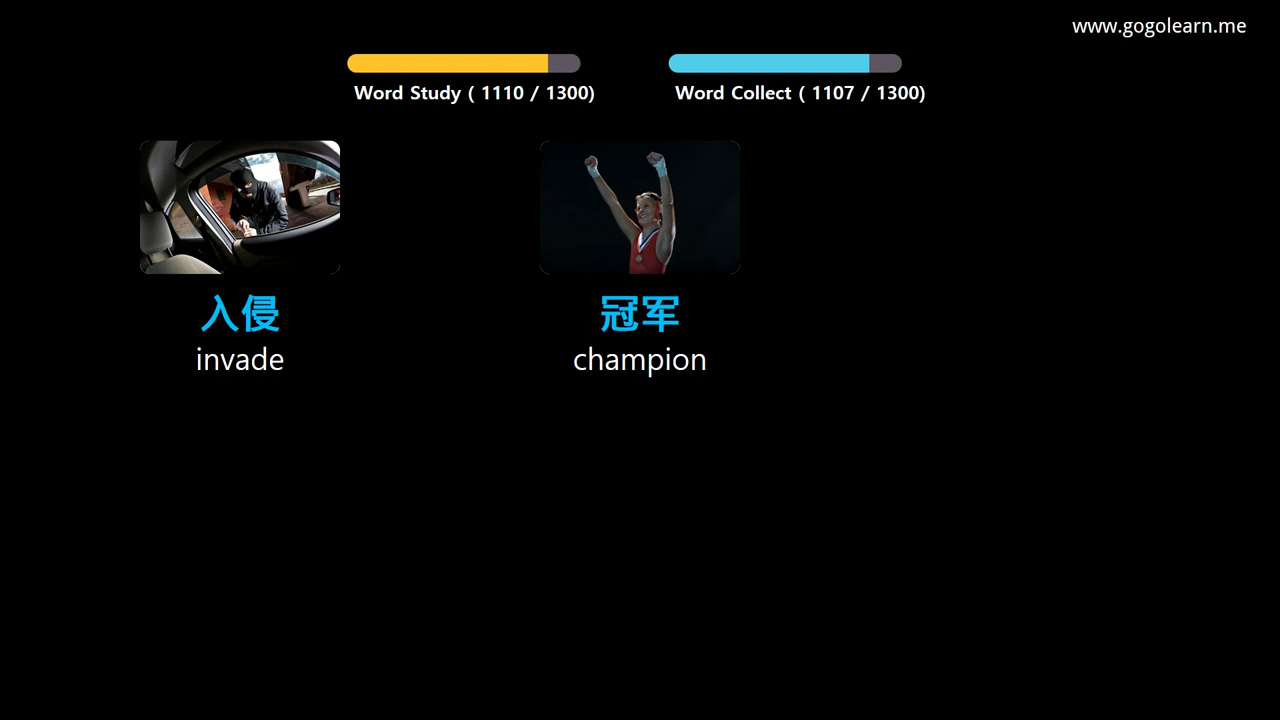 www.gogolearn.me
Word Study ( 1110 / 1300)
Word Collect ( 1107 / 1300)
入侵
invade
冠军
champion